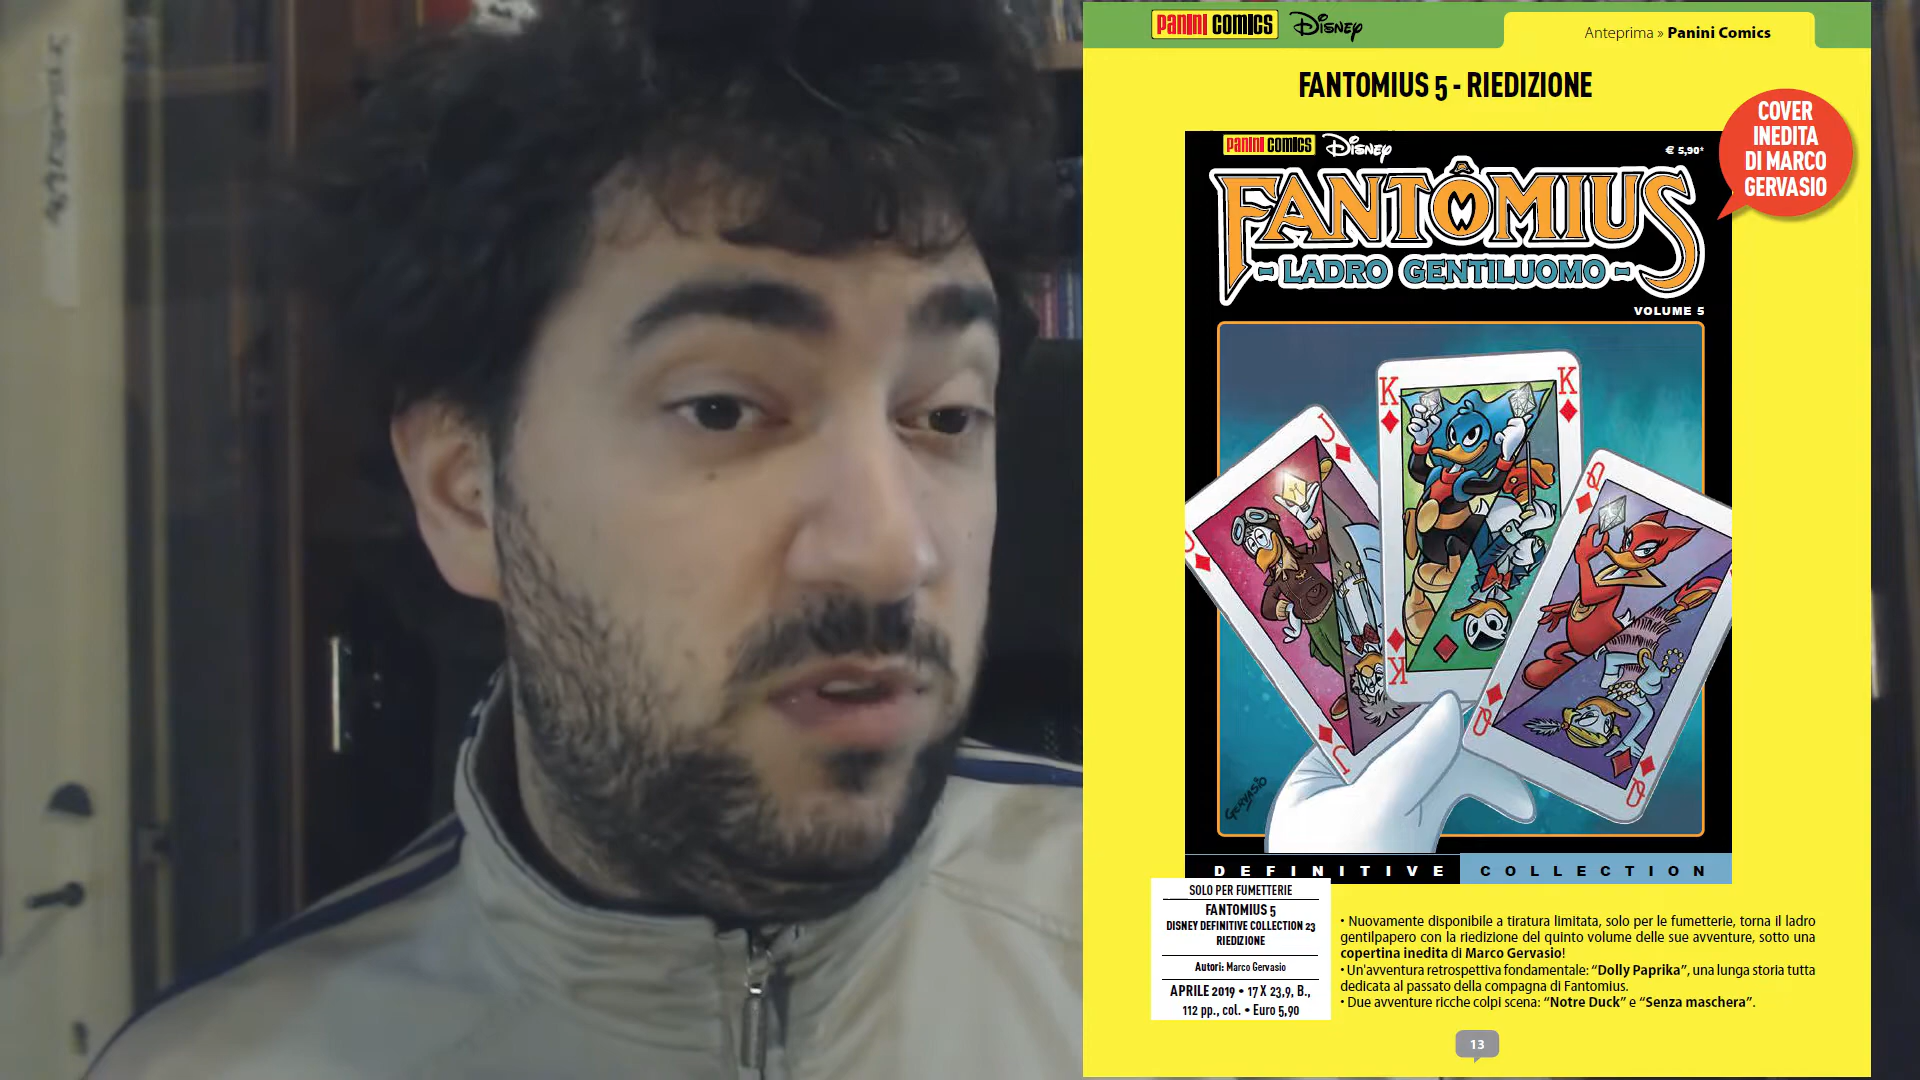 PANINI COMICS DISNEY
Anteprima » Panini Comics
FANTOMIUS 5 - RIEDIZIONE
COVER
INEDITA
DI MARCO
GERVASIO
PANINI COMICS DISNEY
€ 5,90*
FANTÔMIUS
- LADRO GENTILUOMO -
VOLUME 5
K
K
J
Q
K
Q
J
Q
GERVASIO
DEFINITIVE COLLECTION
SOLO PER FUMETTERIE
FANTOMIUS 5
DISNEY DEFINITIVE COLLECTION 23
RIEDIZIONE
Autori: Marco Gervasio
APRILE 2019 • 17 X 23,9, B.,
112 pp., col. • Euro 5,90
• Nuovamente disponibile a tiratura limitata, solo per le fumetterie, torna il ladro
gentilpapero con la riedizione del quinto volume delle sue avventure, sotto una
copertina inedita di Marco Gervasio!
• Un'avventura retrospettiva fondamentale: “Dolly Paprika”, una lunga storia tutta
dedicata al passato della compagna di Fantomius.
• Due avventure ricche colpi scena: “Notre Duck” e “Senza maschera”.
13